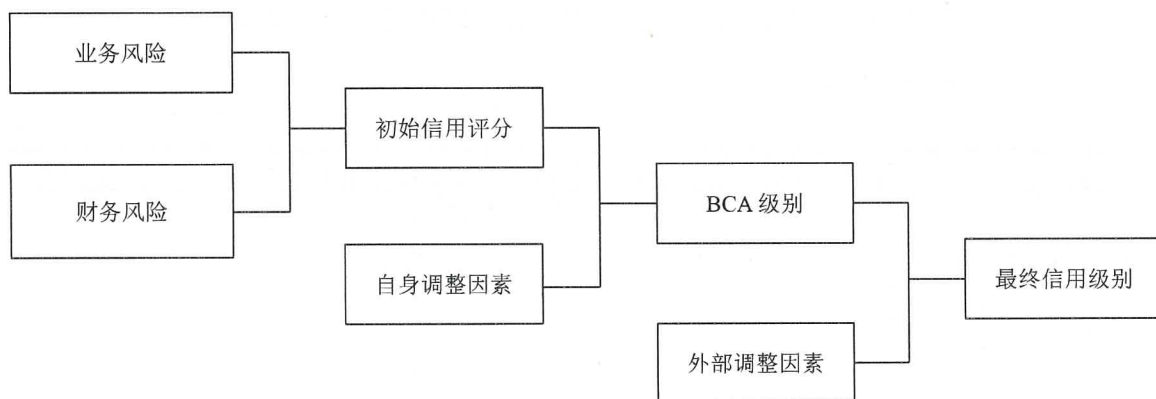 业务风险
财务风险
初始信用评分
自身调整因素
BCA 级别
外部调整因素
最终信用级别